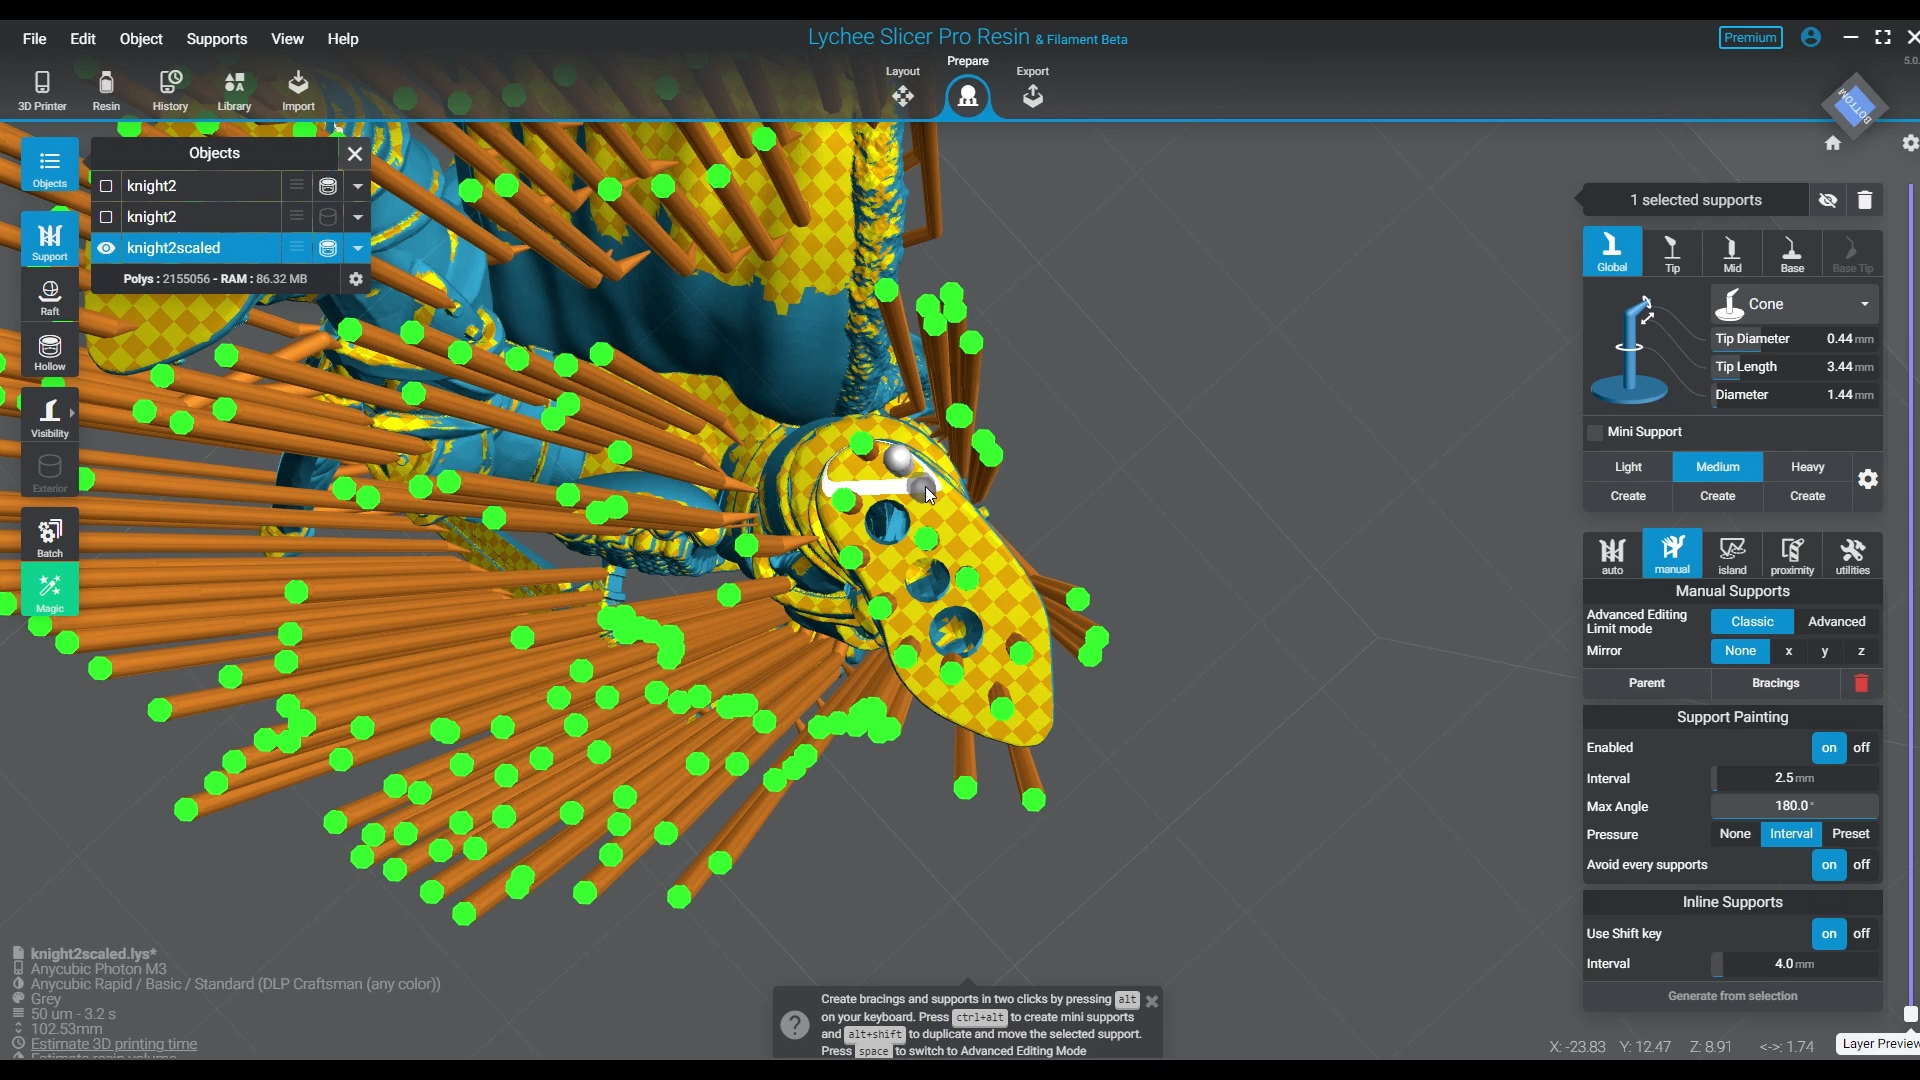 File Edit Object Supports View Help
Lychee Slicer Pro Resin & Filament Beta
Premium
5.0.
3D Printer Resin History Library Import
Layout Prepare Export
BOTTOM
Objects
knight2
knight2
knight2scaled
Polys : 2155056 - RAM : 86.32 MB
Objects
Support
Raft
Hollow
Visibility
Exterior
Batch
Magic
1 selected supports
Global Tip Mid Base Base Tip
Cone
Tip Diameter 0.44 mm
Tip Length 3.44 mm
Diameter 1.44 mm
Mini Support
Light Medium Heavy
Create Create Create
auto manual island proximity utilities
Manual Supports
Advanced Editing
Limit mode
Classic Advanced
Mirror None x y z
Parent Bracings
Support Painting
Enabled on off
Interval 2.5 mm
Max Angle 180.0 °
Pressure None Interval Preset
Avoid every supports on off
Inline Supports
Use Shift key on off
Interval 4.0 mm
Generate from selection
knight2scaled.lys*
Anycubic Photon M3
Anycubic Rapid / Basic / Standard (DLP Craftsman (any color))
Grey
50 um - 3.2 s
102.53mm
Estimate 3D printing time
Estimate resin volume
Create bracings and supports in two clicks by pressing alt
on your keyboard. Press ctrl+alt to create mini supports
and alt+shift to duplicate and move the selected support.
Press space to switch to Advanced Editing Mode
X: -23.83 Y: 12.47 Z: 8.91 <->: 1.74
Layer Preview